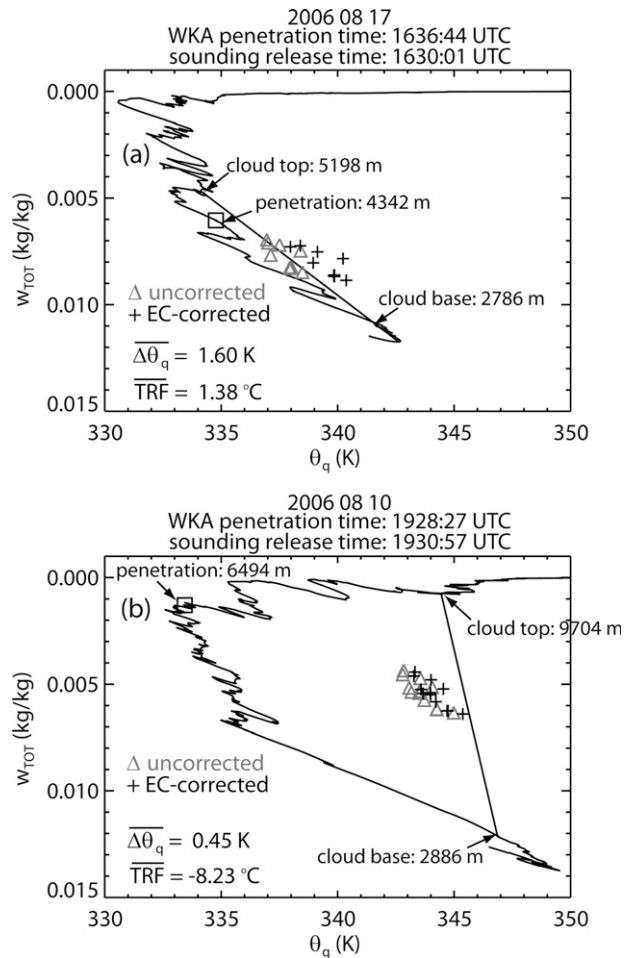 2006 08 17
WKA penetration time: 1636:44 UTC
sounding release time: 1630:01 UTC
0.000
(a)
cloud top: 5198 m
0.005
penetration: 4342 m
w_TOT (kg/kg)
Δ uncorrected
+ EC-corrected
0.010
cloud base: 2786 m
Δθ_q = 1.60 K
TRF = 1.38 °C
0.015
330 335 340 345 350
θ_q (K)
2006 08 10
WKA penetration time: 1928:27 UTC
sounding release time: 1930:57 UTC
penetration: 6494 m
0.000
(b)
cloud top: 9704 m
0.005
w_TOT (kg/kg)
Δ uncorrected
+ EC-corrected
0.010
Δθ_q = 0.45 K
cloud base: 2886 m
TRF = -8.23 °C
0.015
330 335 340 345 350
θ_q (K)